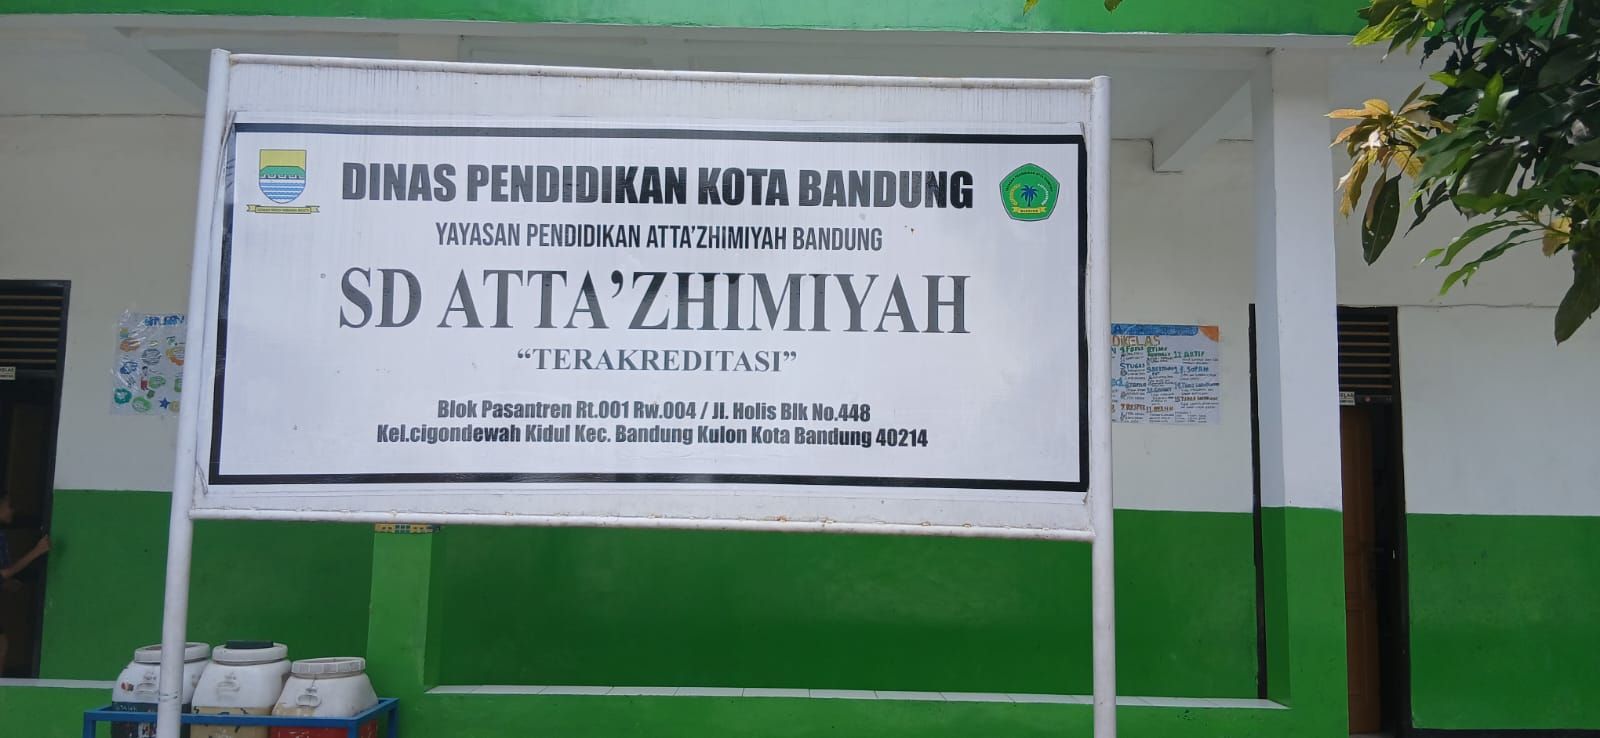 DINAS PENDIDIKAN KOTA BANDUNG
YAYASAN PENDIDIKAN ATTA'ZHIMIYAH BANDUNG
SD ATTA'ZHIMIYAH
“TERAKREDITASI”
Blok Pasantren Rt.001 Rw.004 / Jl. Holis Blk No.448
Kel.cigondewah Kidul Kec. Bandung Kulon Kota Bandung 40214